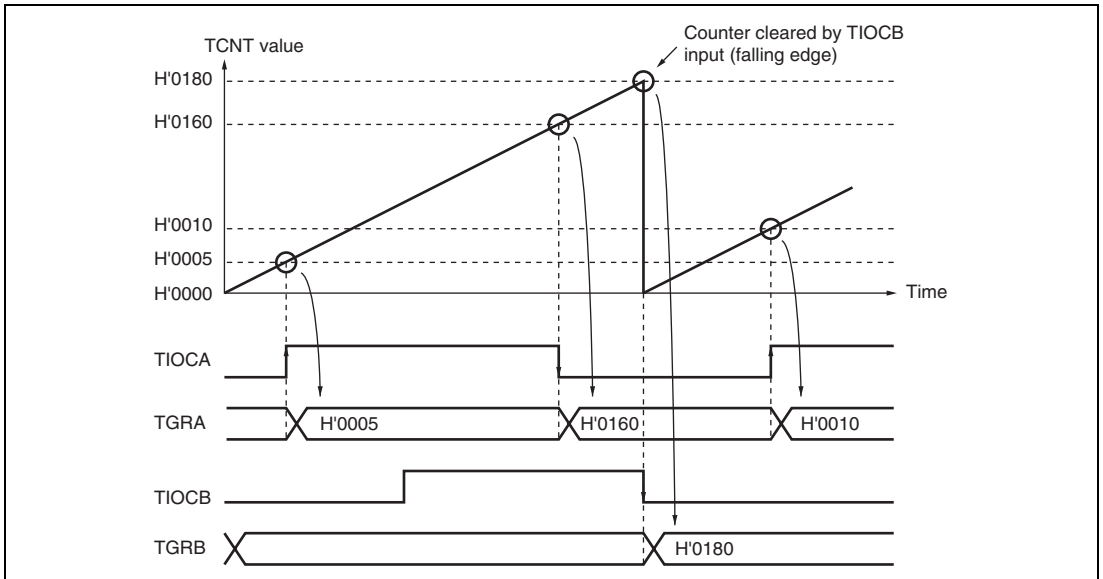 Counter cleared by TIOCB
input (falling edge)
TCNT value
H'0180
H'0160
H'0010
H'0005
H'0000
Time
TIOCA
TGRA
H'0005
H'0160
H'0010
TIOCB
TGRB
H'0180